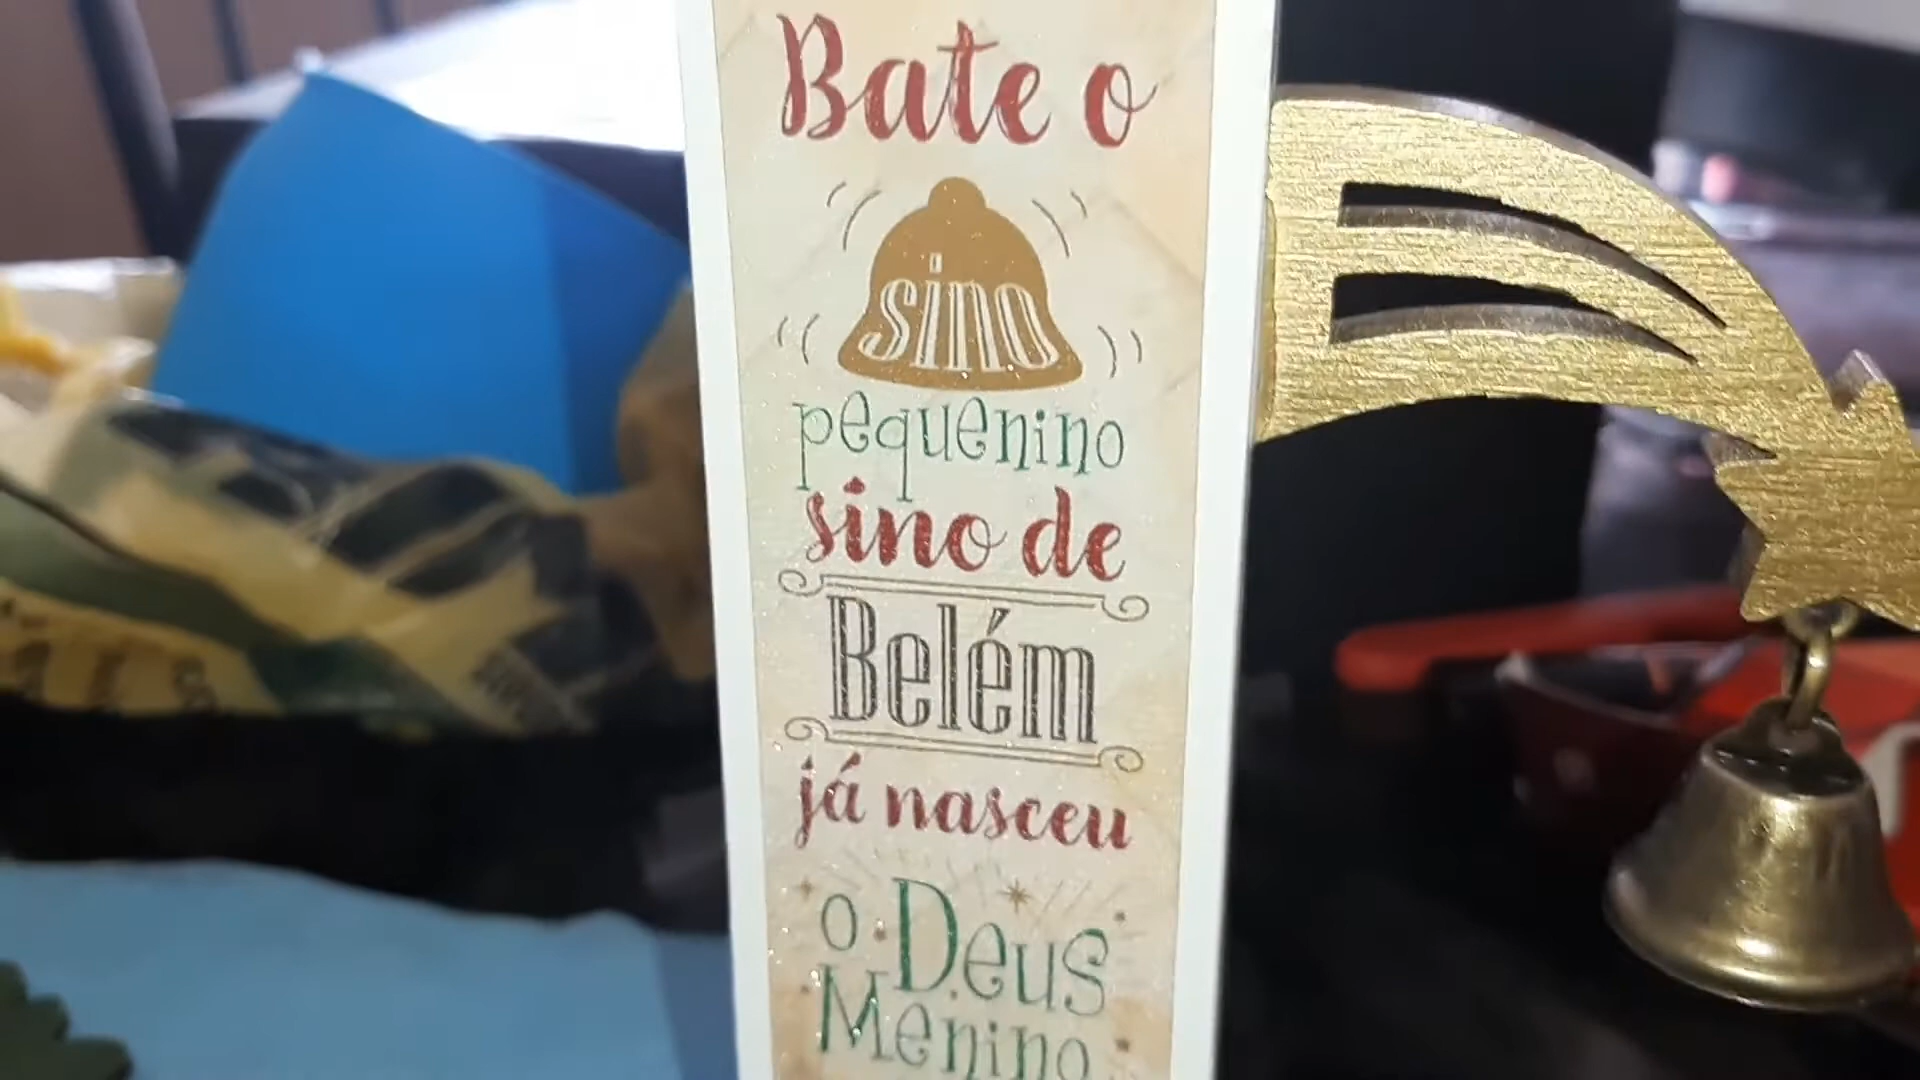 Bate o
sino
pequenino
sino de
Belém
já nasceu
o Deus
Menino